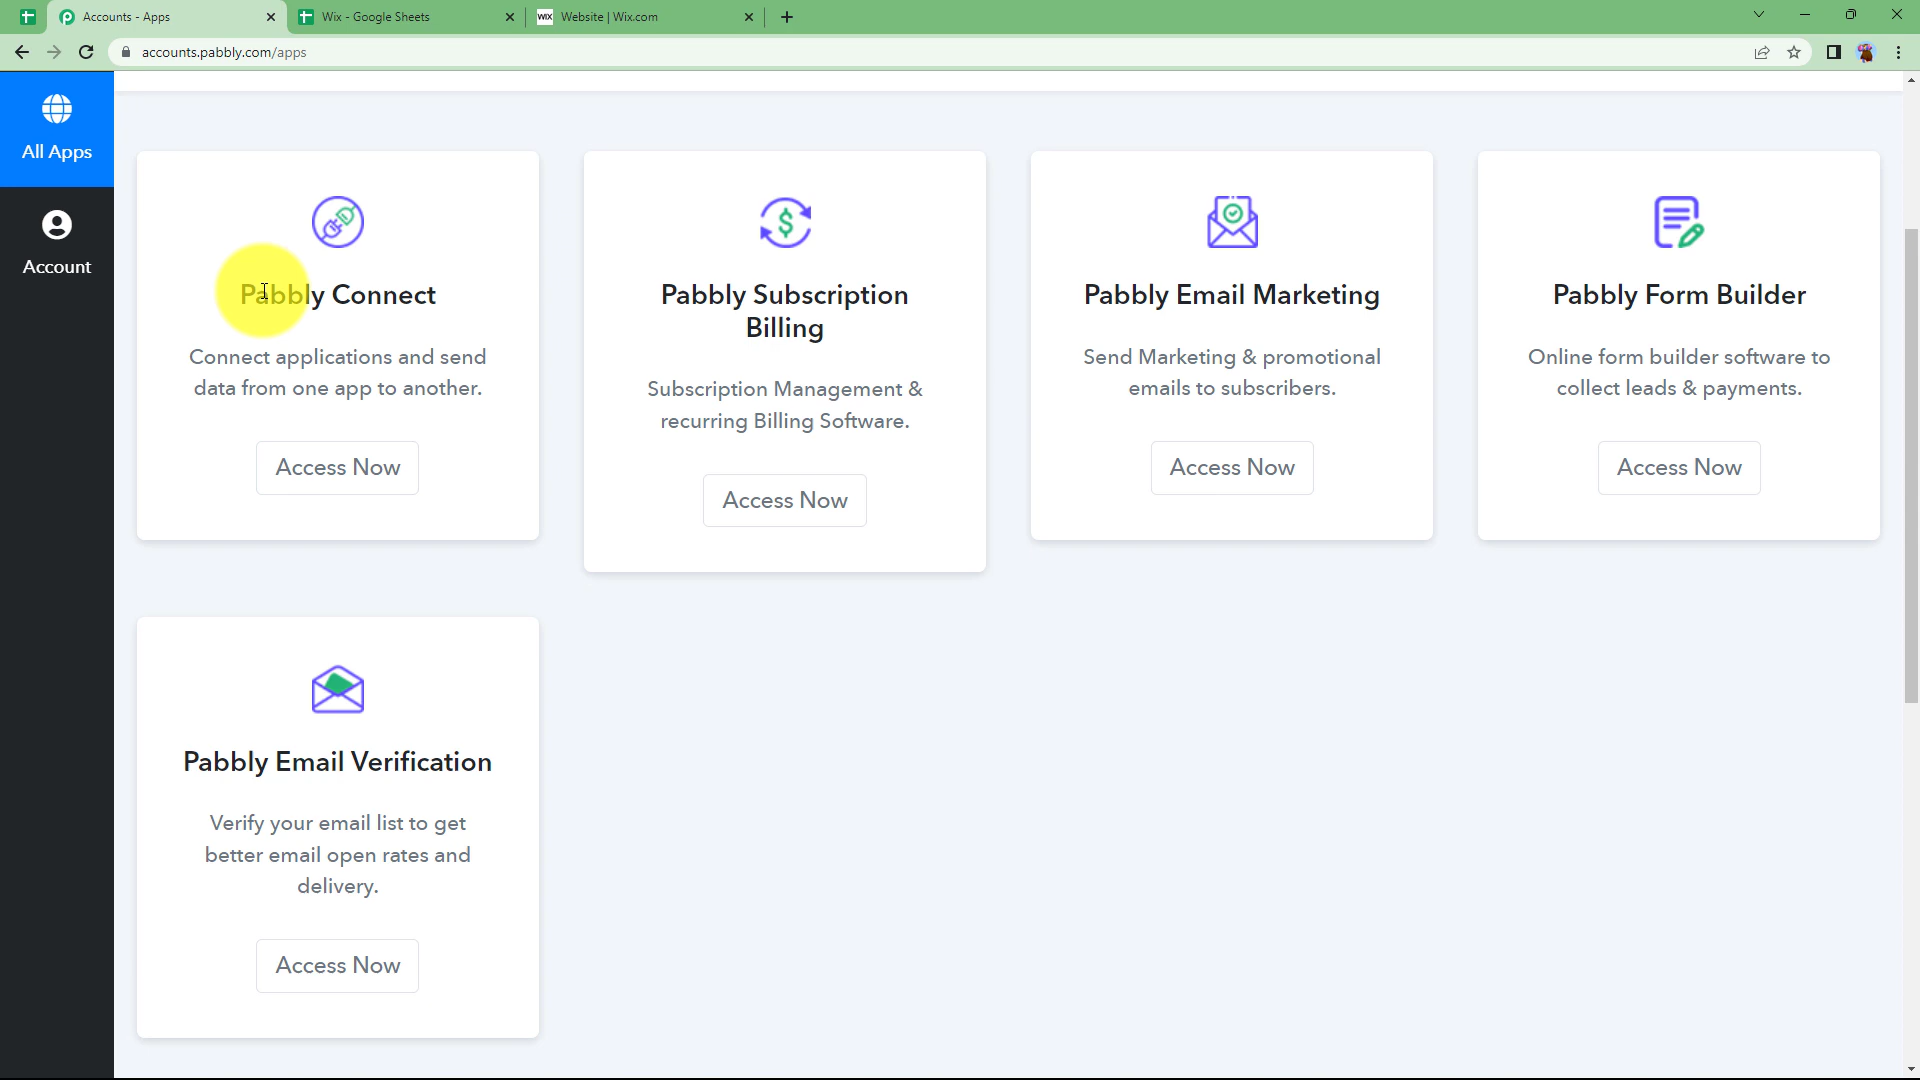 Accounts - Apps
Wix - Google Sheets
WIX
Website | Wix.com
accounts.pabbly.com/apps
All Apps
Account
Pabbly Connect
Connect applications and send
data from one app to another.
Access Now
Pabbly Subscription
Billing
Subscription Management &
recurring Billing Software.
Access Now
Pabbly Email Marketing
Send Marketing & promotional
emails to subscribers.
Access Now
Pabbly Form Builder
Online form builder software to
collect leads & payments.
Access Now
Pabbly Email Verification
Verify your email list to get
better email open rates and
delivery.
Access Now